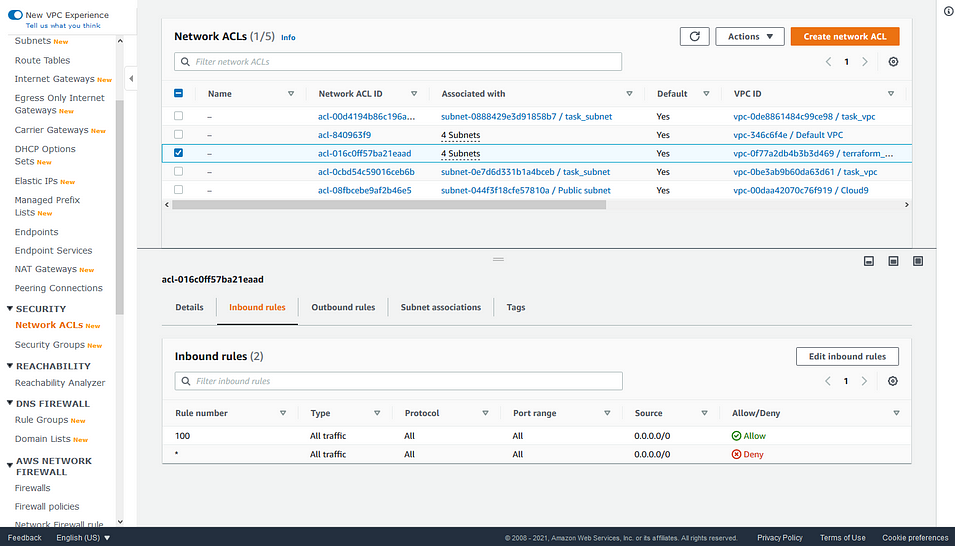 New VPC Experience
Tell us what you think
Subnets New
Route Tables
Internet Gateways New
Egress Only Internet
Gateways New
Carrier Gateways New
DHCP Options
Sets New
Elastic IPs New
Managed Prefix
Lists New
Endpoints
Endpoint Services
NAT Gateways New
Peering Connections
SECURITY
Network ACLs New
Security Groups New
REACHABILITY
Reachability Analyzer
DNS FIREWALL
Rule Groups New
Domain Lists New
AWS NETWORK
FIREWALL
Firewalls
Firewall policies
Network Firewall rule
Network ACLs (1/5) Info
Actions
Create network ACL
Filter network ACLs
1
Name Network ACL ID Associated with Default VPC ID
– acl-00d4194b86c196a... subnet-0888429e3d91858b7 / task_subnet Yes vpc-0de8861484c99ce98 / task_vpc
– acl-840963f9 4 Subnets Yes vpc-346c6f4e / Default VPC
– acl-016c0ff57ba21eaad 4 Subnets Yes vpc-0f77a2db4b3b3d469 / terraform_...
– acl-0cbd54c59016ceb6b subnet-0e7d6d331b1a4bceb / task_subnet Yes vpc-0be3ab9b60da63d61 / task_vpc
– acl-08fbcebe9af2b46e5 subnet-044f3f18cfe57810a / Public subnet Yes vpc-00daa42070c76f919 / Cloud9
acl-016c0ff57ba21eaad
Details Inbound rules Outbound rules Subnet associations Tags
Inbound rules (2)
Edit inbound rules
Filter inbound rules
1
Rule number Type Protocol Port range Source Allow/Deny
100 All traffic All All 0.0.0.0/0 Allow
* All traffic All All 0.0.0.0/0 Deny
Feedback English (US) © 2008 - 2021, Amazon Web Services, Inc. or its affiliates. All rights reserved. Privacy Policy Terms of Use Cookie preferences